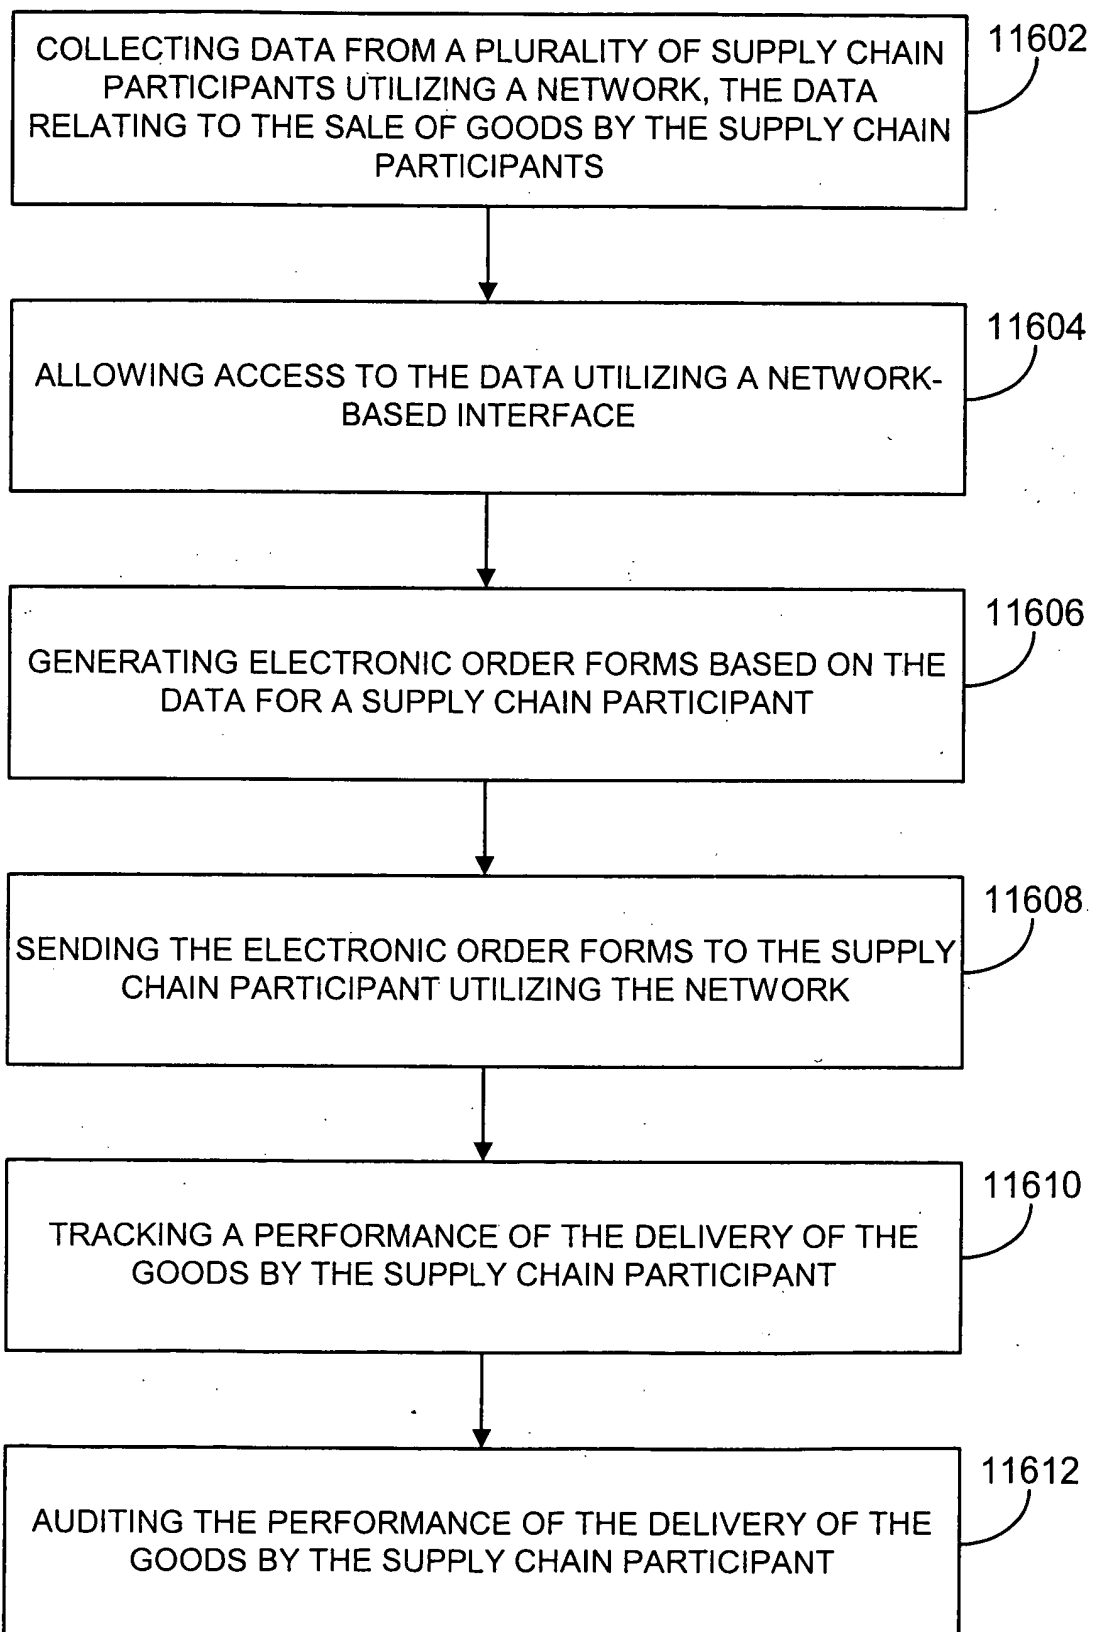 COLLECTING DATA FROM A PLURALITY OF SUPPLY CHAIN
PARTICIPANTS UTILIZING A NETWORK, THE DATA
RELATING TO THE SALE OF GOODS BY THE SUPPLY CHAIN
PARTICIPANTS
11602
ALLOWING ACCESS TO THE DATA UTILIZING A NETWORK-
BASED INTERFACE
11604
GENERATING ELECTRONIC ORDER FORMS BASED ON THE
DATA FOR A SUPPLY CHAIN PARTICIPANT
11606
SENDING THE ELECTRONIC ORDER FORMS TO THE SUPPLY
CHAIN PARTICIPANT UTILIZING THE NETWORK
11608
TRACKING A PERFORMANCE OF THE DELIVERY OF THE
GOODS BY THE SUPPLY CHAIN PARTICIPANT
11610
AUDITING THE PERFORMANCE OF THE DELIVERY OF THE
GOODS BY THE SUPPLY CHAIN PARTICIPANT
11612